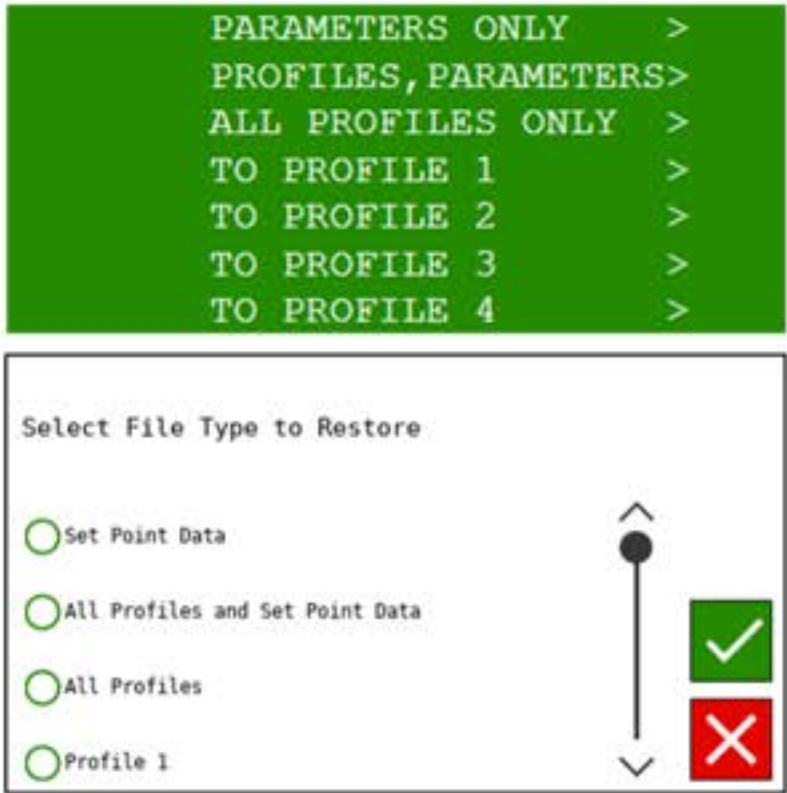 PARAMETERS ONLY >
PROFILES,PARAMETERS>
ALL PROFILES ONLY >
TO PROFILE 1 >
TO PROFILE 2 >
TO PROFILE 3 >
TO PROFILE 4 >
Select File Type to Restore
Set Point Data
All Profiles and Set Point Data
All Profiles
Profile 1